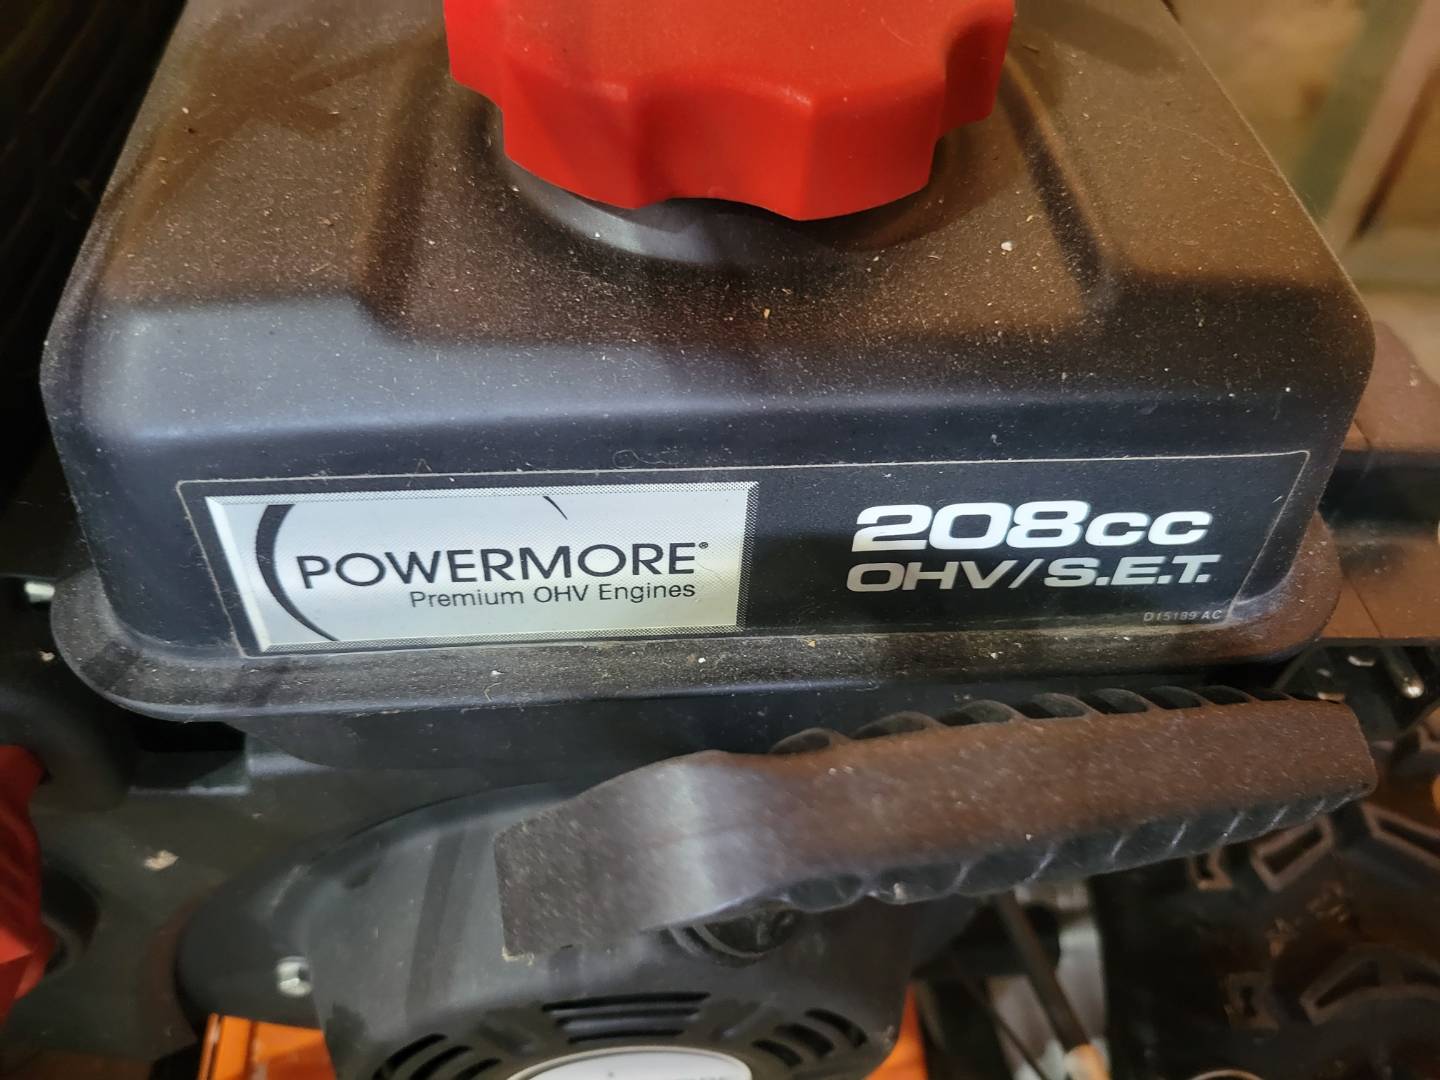 POWERMORE®
Premium OHV Engines
208cc
OHV/S.E.T.
D15189 AC